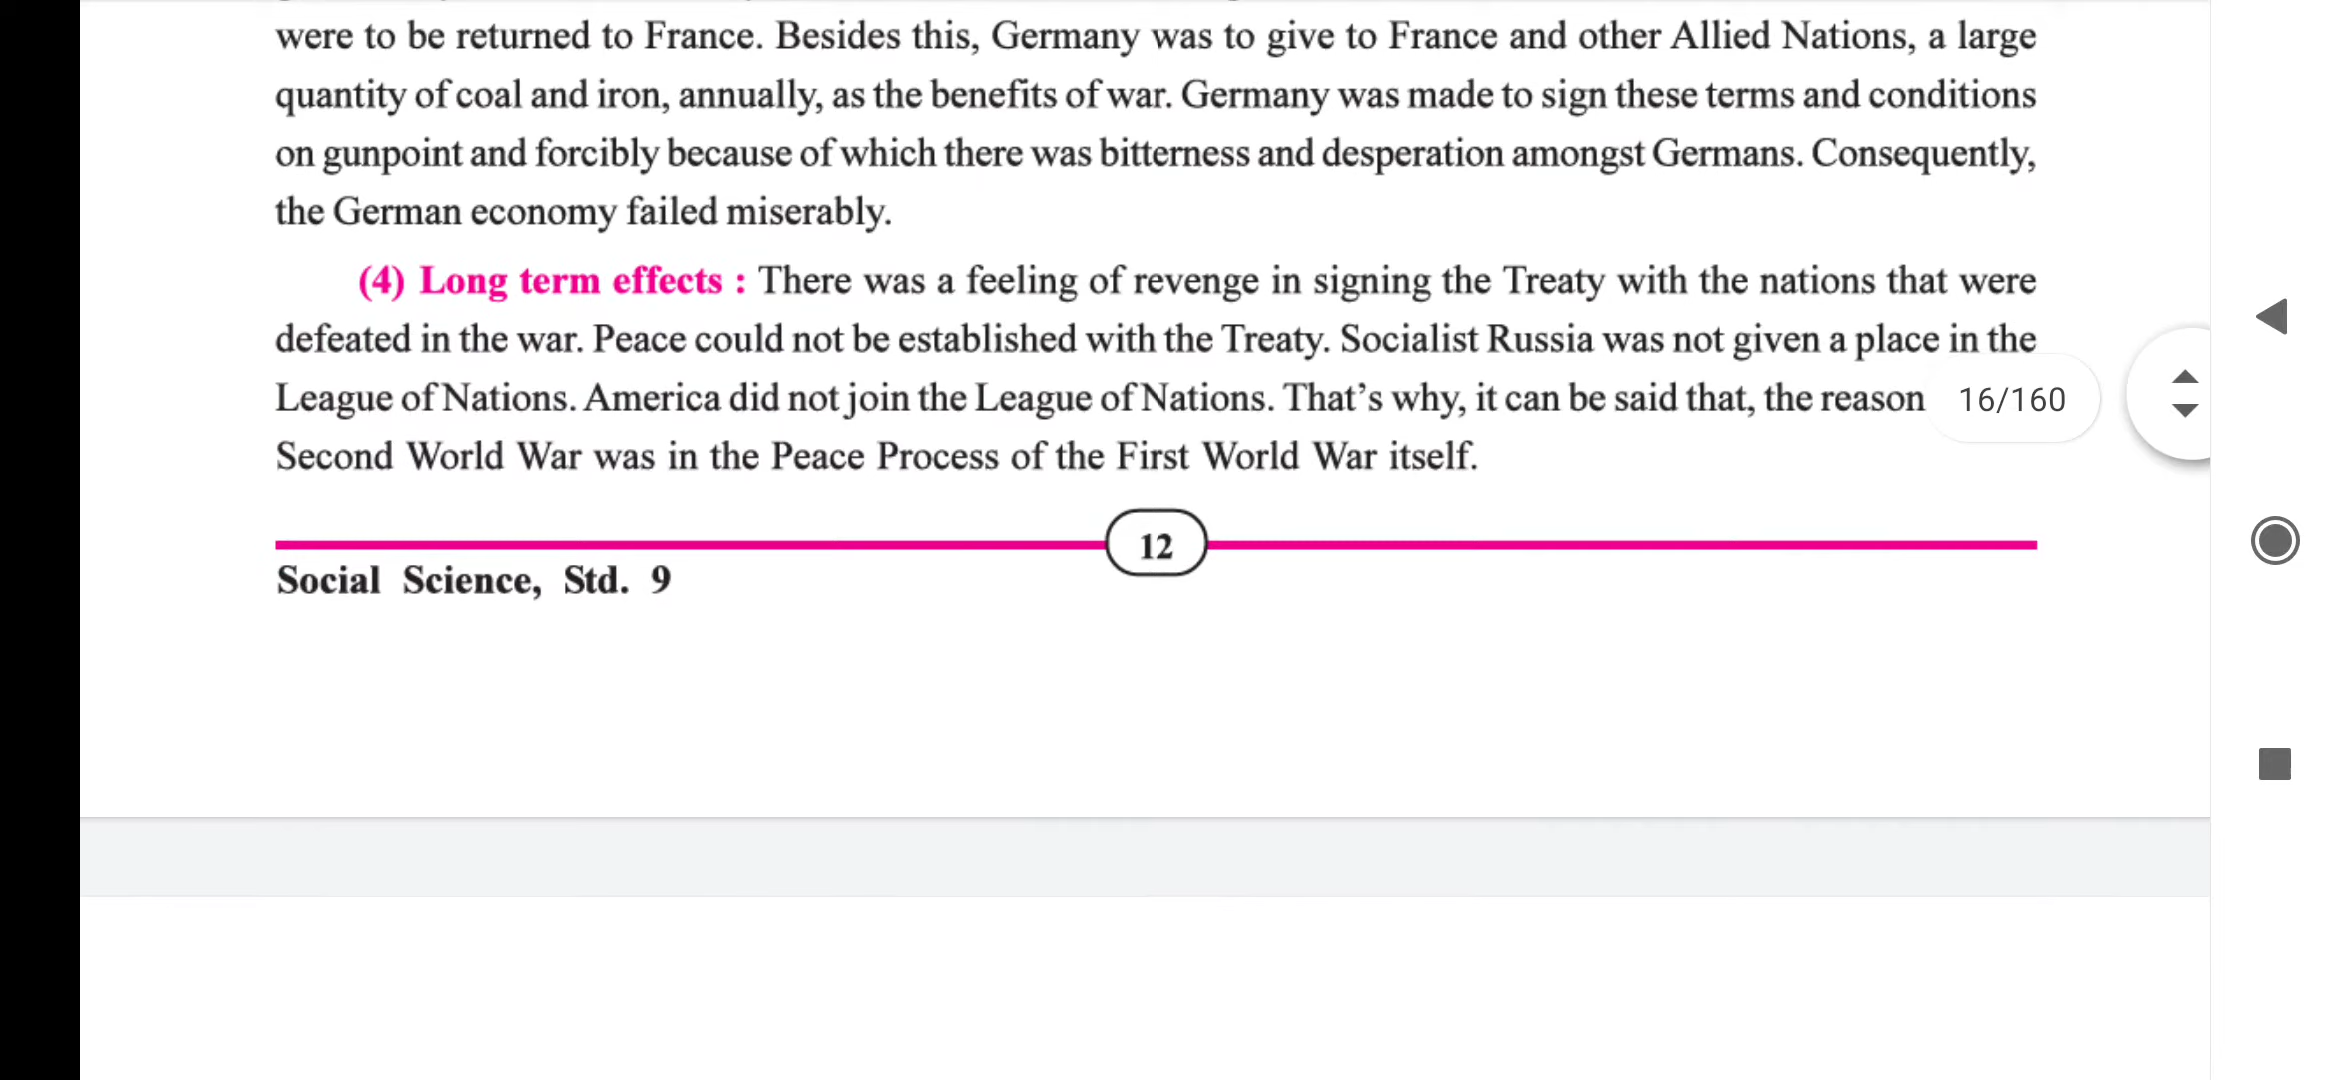 were to be returned to France. Besides this, Germany was to give to France and other Allied Nations, a large
quantity of coal and iron, annually, as the benefits of war. Germany was made to sign these terms and conditions
on gunpoint and forcibly because of which there was bitterness and desperation amongst Germans. Consequently,
the German economy failed miserably.
(4) Long term effects : There was a feeling of revenge in signing the Treaty with the nations that were
defeated in the war. Peace could not be established with the Treaty. Socialist Russia was not given a place in the
League of Nations. America did not join the League of Nations. That's why, it can be said that, the reason
16/160
Second World War was in the Peace Process of the First World War itself.
12
Social Science, Std. 9